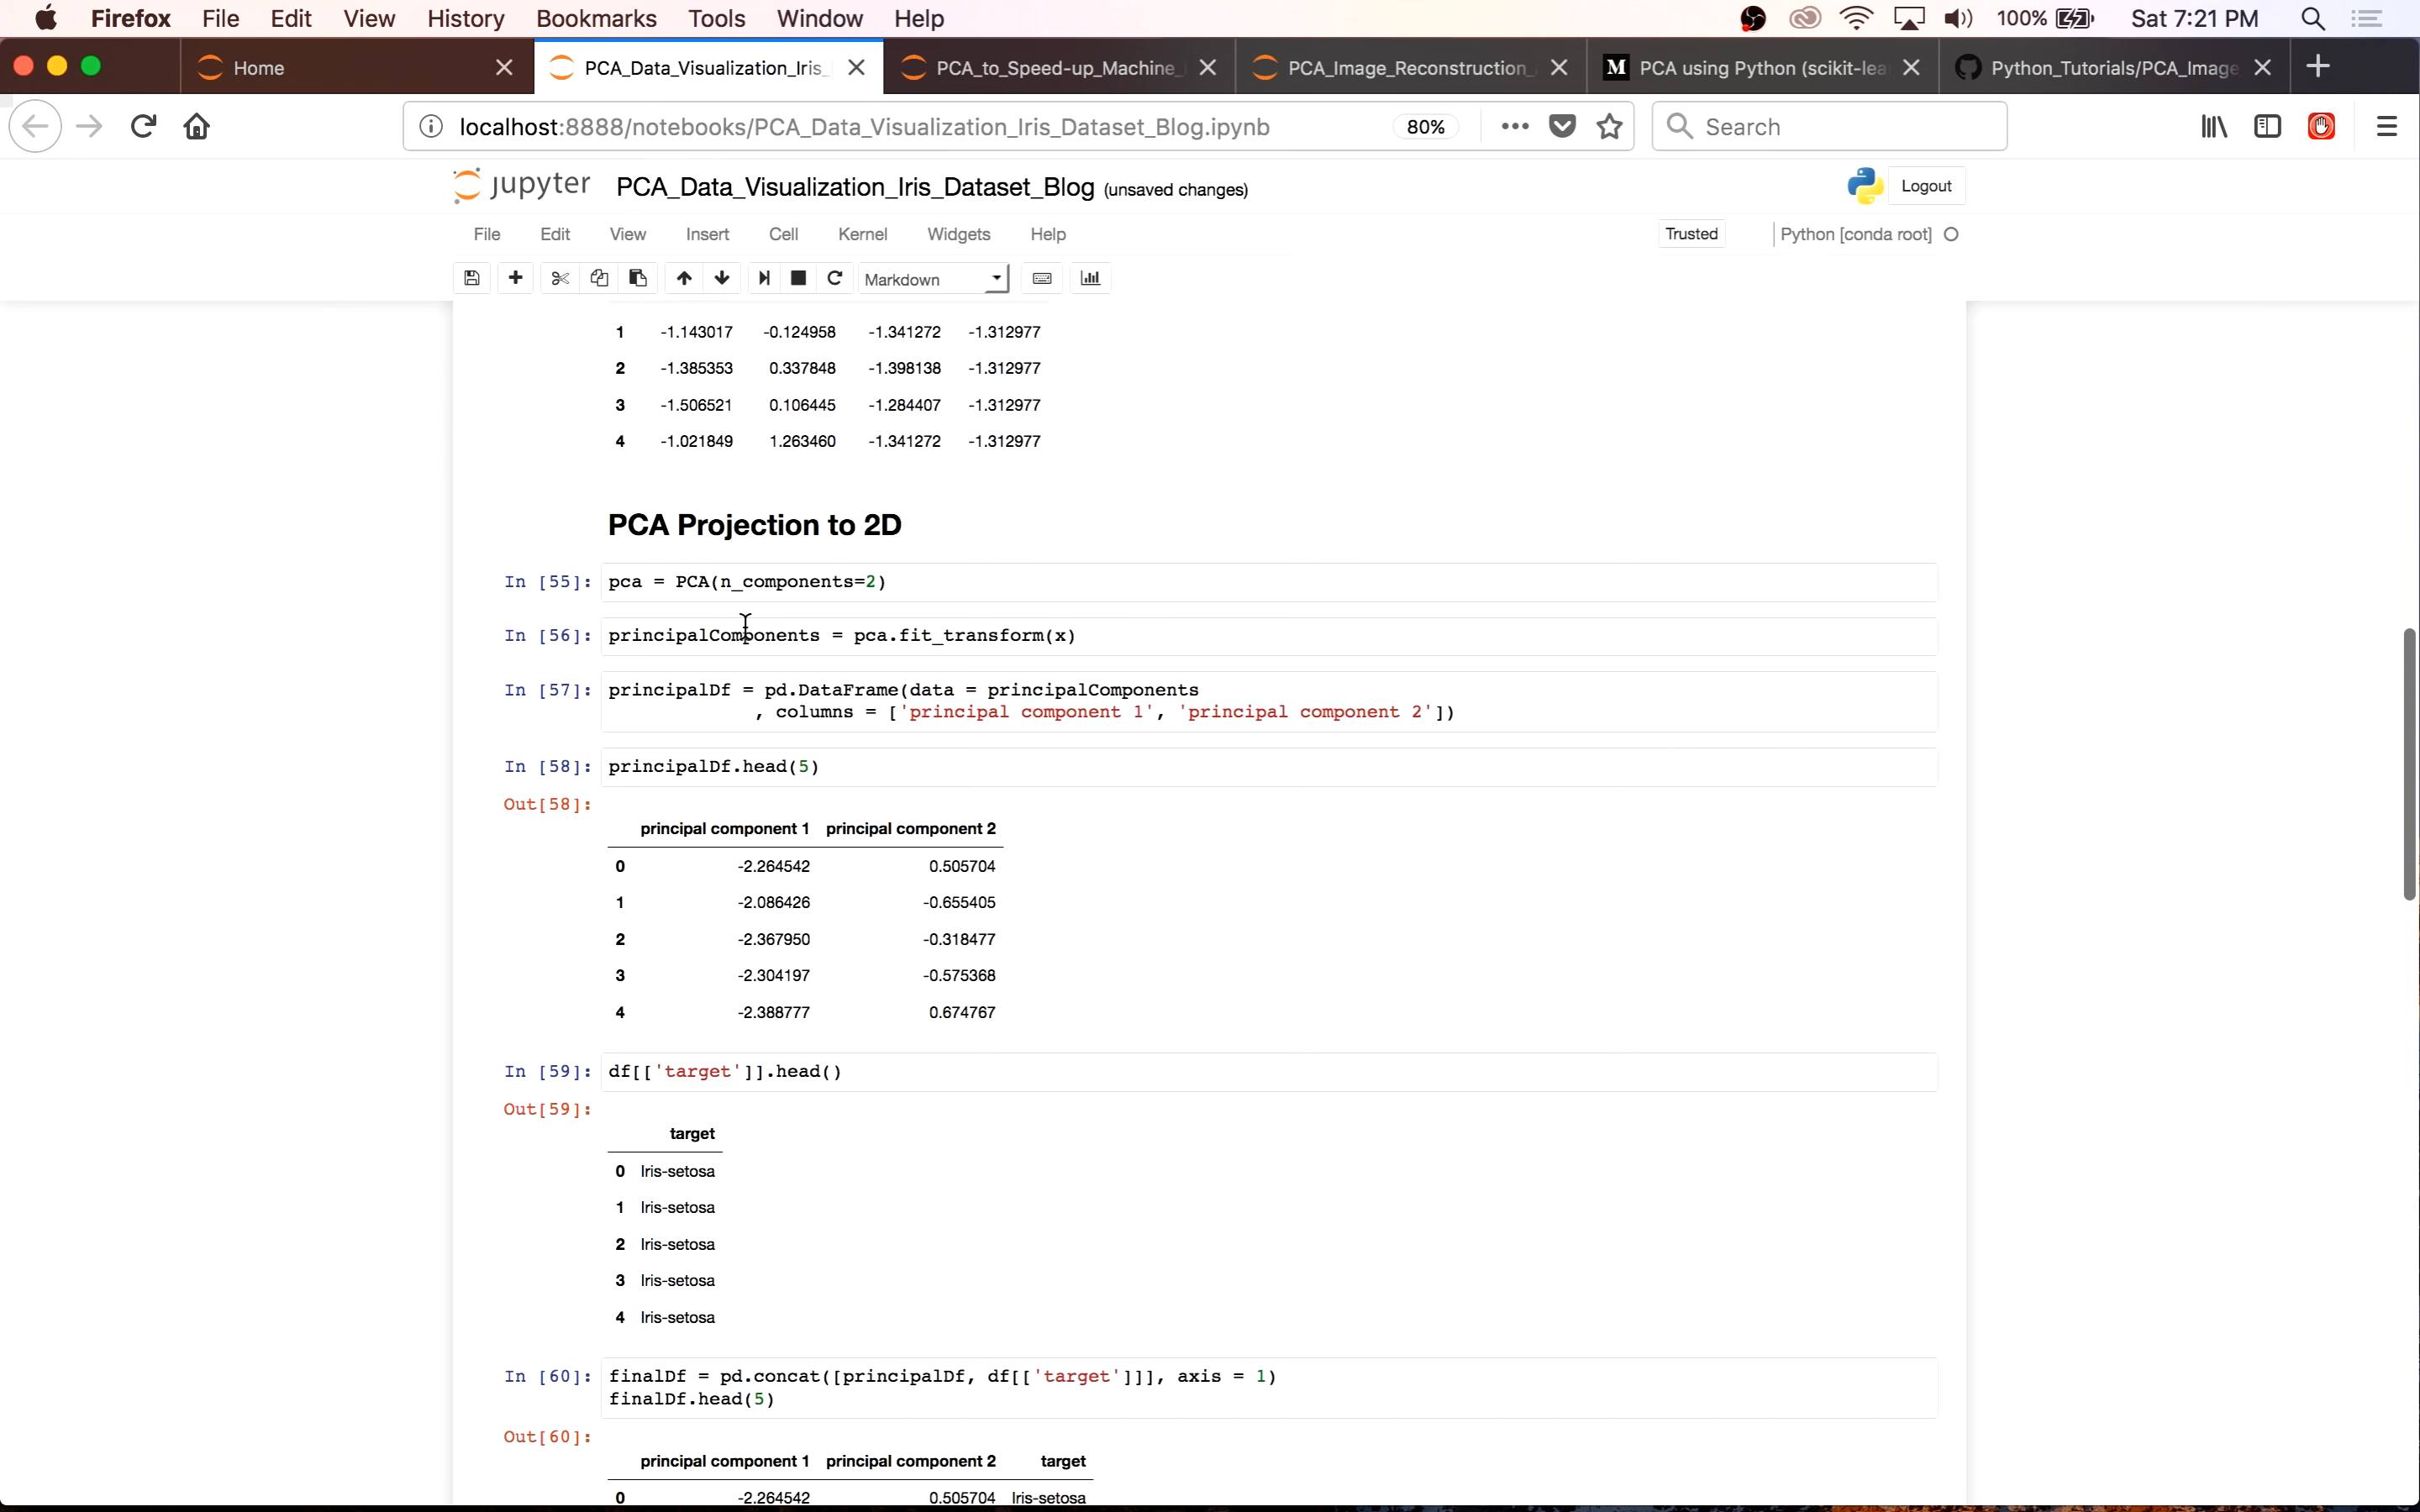 Firefox File Edit View History Bookmarks Tools Window Help 100% Sat 7:21 PM
Home PCA_Data_Visualization_Iris_ PCA_to_Speed-up_Machine_ PCA_Image_Reconstruction_ M PCA using Python (scikit-lea Python_Tutorials/PCA_Image
localhost:8888/notebooks/PCA_Data_Visualization_Iris_Dataset_Blog.ipynb 80% Search
jupyter PCA_Data_Visualization_Iris_Dataset_Blog (unsaved changes) Logout
File Edit View Insert Cell Kernel Widgets Help Trusted Python [conda root]
Markdown
1 -1.143017 -0.124958 -1.341272 -1.312977
2 -1.385353 0.337848 -1.398138 -1.312977
3 -1.506521 0.106445 -1.284407 -1.312977
4 -1.021849 1.263460 -1.341272 -1.312977
PCA Projection to 2D
In [55]: pca = PCA(n_components=2)
In [56]: principalComponents = pca.fit_transform(x)
In [57]: principalDf = pd.DataFrame(data = principalComponents
, columns = ['principal component 1', 'principal component 2'])
In [58]: principalDf.head(5)
Out[58]:
principal component 1 principal component 2
0 -2.264542 0.505704
1 -2.086426 -0.655405
2 -2.367950 -0.318477
3 -2.304197 -0.575368
4 -2.388777 0.674767
In [59]: df[['target']].head()
Out[59]:
target
0 Iris-setosa
1 Iris-setosa
2 Iris-setosa
3 Iris-setosa
4 Iris-setosa
In [60]: finalDf = pd.concat([principalDf, df[['target']]], axis = 1)
finalDf.head(5)
Out[60]:
principal component 1 principal component 2 target
0 -2.264542 0.505704 Iris-setosa